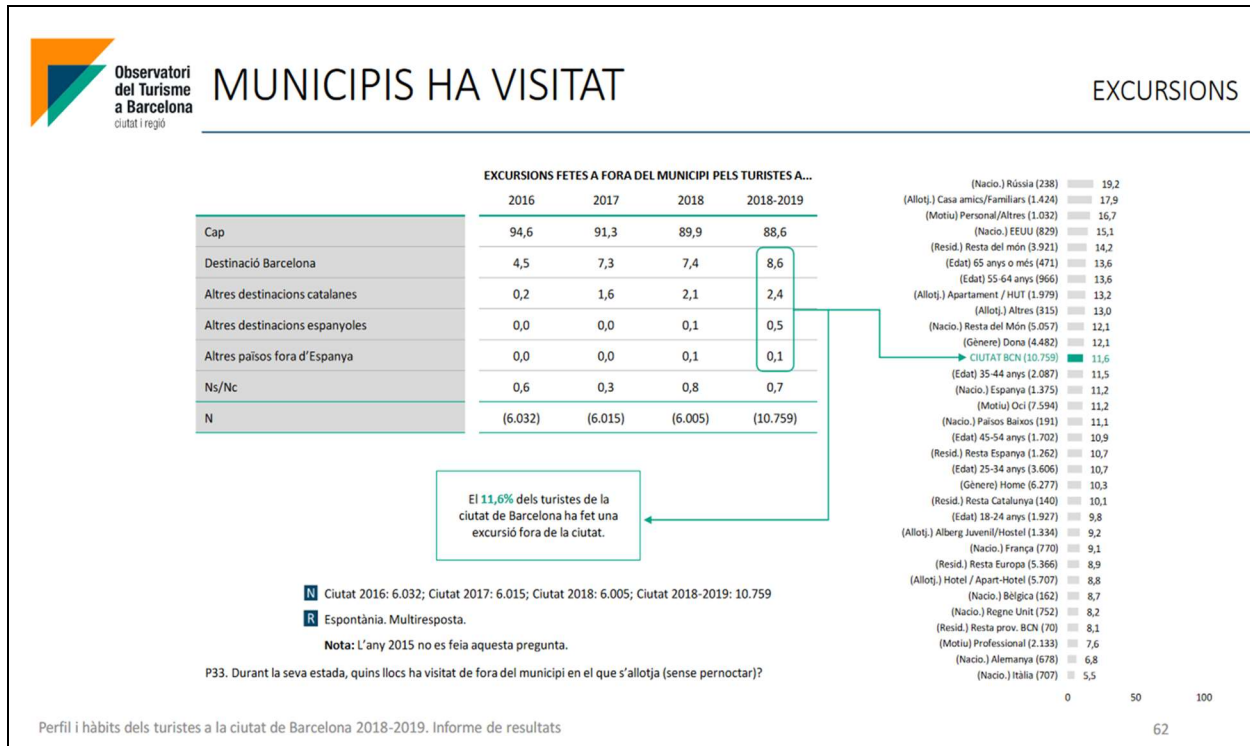 Observatori
del Turisme
a Barcelona
ciutat i regió
MUNICIPIS HA VISITAT
EXCURSIONS
EXCURSIONS FETES A FORA DEL MUNICIPI PELS TURISTES A...
2016 2017 2018 2018-2019
Cap 94,6 91,3 89,9 88,6
Destinació Barcelona 4,5 7,3 7,4 8,6
Altres destinacions catalanes 0,2 1,6 2,1 2,4
Altres destinacions espanyoles 0,0 0,0 0,1 0,5
Altres països fora d'Espanya 0,0 0,0 0,1 0,1
Ns/Nc 0,6 0,3 0,8 0,7
N (6.032) (6.015) (6.005) (10.759)
El 11,6% dels turistes de la
ciutat de Barcelona ha fet una
excursió fora de la ciutat.
N Ciutat 2016: 6.032; Ciutat 2017: 6.015; Ciutat 2018: 6.005; Ciutat 2018-2019: 10.759
R Espontània. Multiresposta.
Nota: L'any 2015 no es feia aquesta pregunta.
P33. Durant la seva estada, quins llocs ha visitat de fora del municipi en el que s'allotja (sense pernoctar)?
(Nacio.) Rússia (238) 19,2
(Allotj.) Casa amics/Familiars (1.424) 17,9
(Motiu) Personal/Altres (1.032) 16,7
(Nacio.) EEUU (829) 15,1
(Resid.) Resta del món (3.921) 14,2
(Edat) 65 anys o més (471) 13,6
(Edat) 55-64 anys (966) 13,6
(Allotj.) Apartament / HUT (1.979) 13,2
(Allotj.) Altres (315) 13,0
(Nacio.) Resta del Món (5.057) 12,1
(Gènere) Dona (4.482) 12,1
CIUTAT BCN (10.759) 11,6
(Edat) 35-44 anys (2.087) 11,5
(Nacio.) Espanya (1.375) 11,2
(Motiu) Oci (7.594) 11,2
(Nacio.) Països Baixos (191) 11,1
(Edat) 45-54 anys (1.702) 10,9
(Resid.) Resta Espanya (1.262) 10,7
(Edat) 25-34 anys (3.606) 10,7
(Gènere) Home (6.277) 10,3
(Resid.) Resta Catalunya (140) 10,1
(Edat) 18-24 anys (1.927) 9,8
(Allotj.) Alberg Juvenil/Hostel (1.334) 9,2
(Nacio.) França (770) 9,1
(Resid.) Resta Europa (5.366) 8,9
(Allotj.) Hotel / Apart-Hotel (5.707) 8,8
(Nacio.) Bèlgica (162) 8,7
(Nacio.) Regne Unit (752) 8,2
(Resid.) Resta prov. BCN (70) 8,1
(Motiu) Professional (2.133) 7,6
(Nacio.) Alemanya (678) 6,8
(Nacio.) Itàlia (707) 5,5
0 50 100
Perfil i hàbits dels turistes a la ciutat de Barcelona 2018-2019. Informe de resultats
62